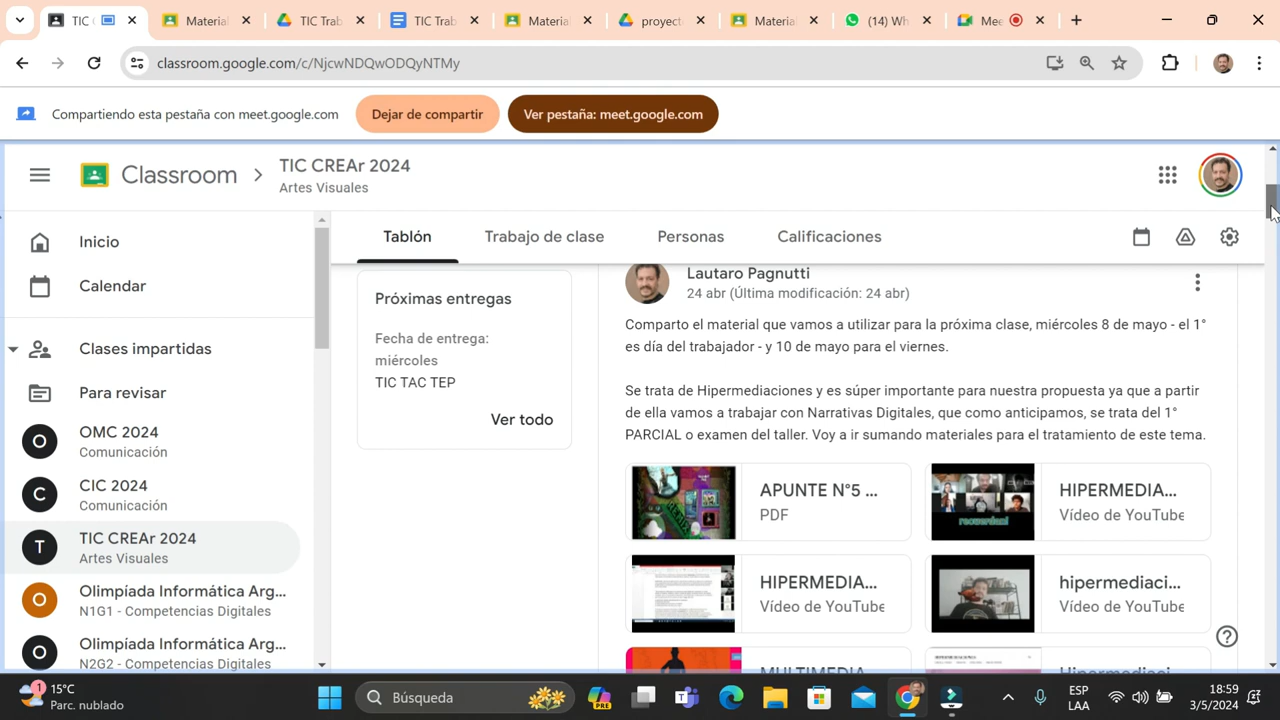 TIC C
Material
TIC Trab
TIC Trab
Material
proyect
Material
(14) Wh
Mee
classroom.google.com/c/NjcwNDQwODQyNTMy
Compartiendo esta pestaña con meet.google.com
Dejar de compartir
Ver pestaña: meet.google.com
Classroom
TIC CREAr 2024
Artes Visuales
Inicio
Calendar
Clases impartidas
Para revisar
O
OMC 2024
Comunicación
C
CIC 2024
Comunicación
T
TIC CREAr 2024
Artes Visuales
O
Olimpíada Informática Arg...
N1G1 - Competencias Digitales
O
Olimpíada Informática Arg...
N2G2 - Competencias Digitales
Tablón
Trabajo de clase
Personas
Calificaciones
Próximas entregas
Fecha de entrega:
miércoles
TIC TAC TEP
Ver todo
Lautaro Pagnutti
24 abr (Última modificación: 24 abr)
Comparto el material que vamos a utilizar para la próxima clase, miércoles 8 de mayo - el 1°
es día del trabajador - y 10 de mayo para el viernes.
Se trata de Hipermediaciones y es súper importante para nuestra propuesta ya que a partir
de ella vamos a trabajar con Narrativas Digitales, que como anticipamos, se trata del 1°
PARCIAL o examen del taller. Voy a ir sumando materiales para el tratamiento de este tema.
APUNTE N°5 ...
PDF
HIPERMEDIA...
Vídeo de YouTube
HIPERMEDIA...
Vídeo de YouTube
hipermediaci...
Vídeo de YouTube
MULTIMEDIA
Hipermediaci
1
15°C
Parc. nublado
Búsqueda
PRE
ESP
LAA
18:59
3/5/2024